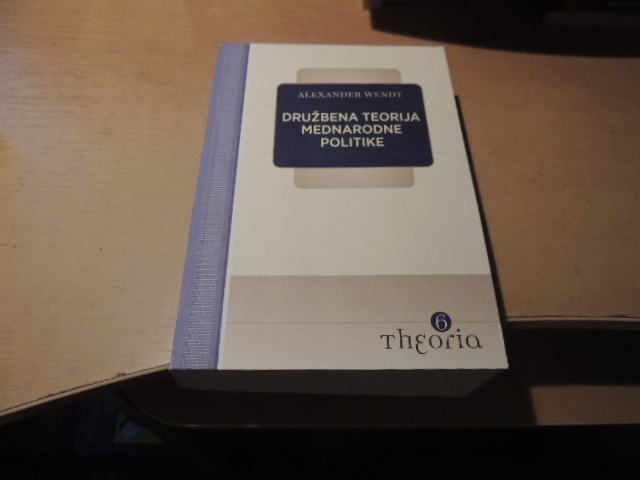 ALEXANDER WENDT
DRUŽBENA TEORIJA
MEDNARODNE
POLITIKE
6
Theoria